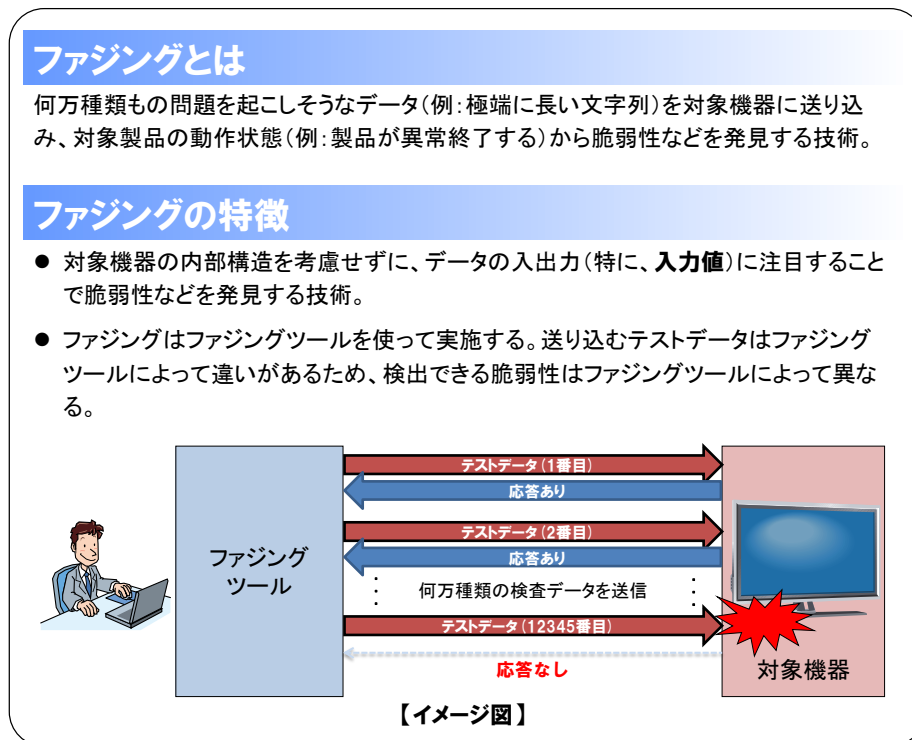 ファジングとは
何万種類もの問題を起こしそうなデータ(例:極端に長い文字列)を対象機器に送り込
み、対象製品の動作状態(例:製品が異常終了する)から脆弱性などを発見する技術。
ファジングの特徴
● 対象機器の内部構造を考慮せずに、データの入出力(特に、入力値)に注目すること
で脆弱性などを発見する技術。
● ファジングはファジングツールを使って実施する。送り込むテストデータはファジング
ツールによって違いがあるため、検出できる脆弱性はファジングツールによって異な
る。
テストデータ(1番目)
応答あり
テストデータ(2番目)
応答あり
ファジング
ツール
何万種類の検査データを送信
テストデータ(12345番目)
応答なし
対象機器
【イメージ図】